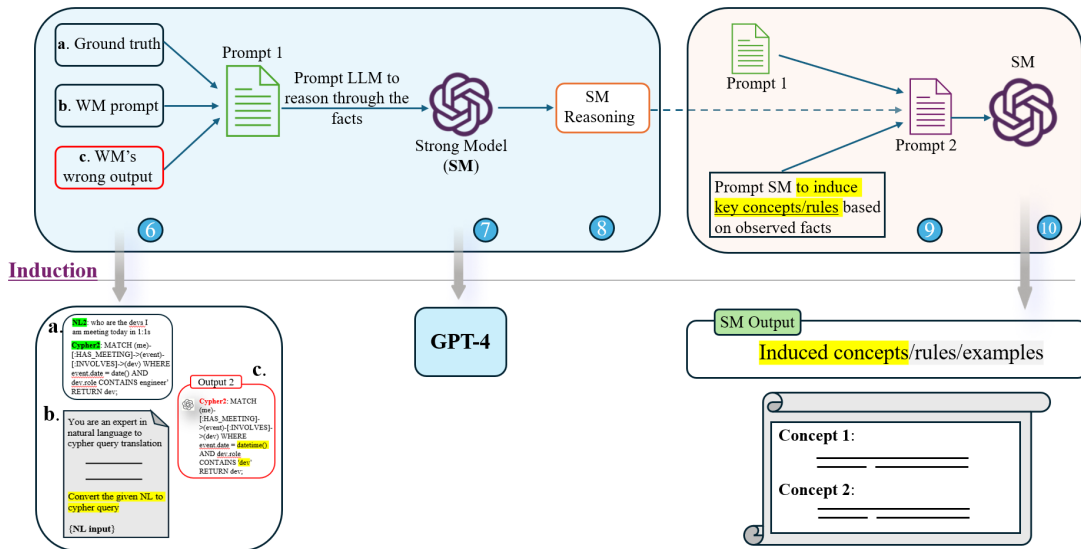 a. Ground truth
b. WM prompt
c. WM's
wrong output
Prompt 1
Prompt LLM to
reason through the
facts
Strong Model
(SM)
SM
Reasoning
6
7
8
Prompt 1
Prompt 2
SM
Prompt SM to induce
key concepts/rules based
on observed facts
9
10
Induction
a.
NL2: who are the devs I
am meeting today in 1:1s
Cypher2: MATCH (me)-
[:HAS_MEETING]->(event)-
[:INVOLVES]->(dev) WHERE
event.date = date() AND
dev.role CONTAINS engineer'
RETURN dev;
b.
You are an expert in
natural language to
cypher query translation
Convert the given NL to
cypher query
{NL input}
c.
Output 2
Cypher2: MATCH
(me)-
[:HAS_MEETING]-
>(event)-[:INVOLVES]-
>(dev) WHERE
event.date = datetime()
AND dev.role
CONTAINS 'dev'
RETURN dev;
GPT-4
SM Output
Induced concepts/rules/examples
Concept 1:
Concept 2: